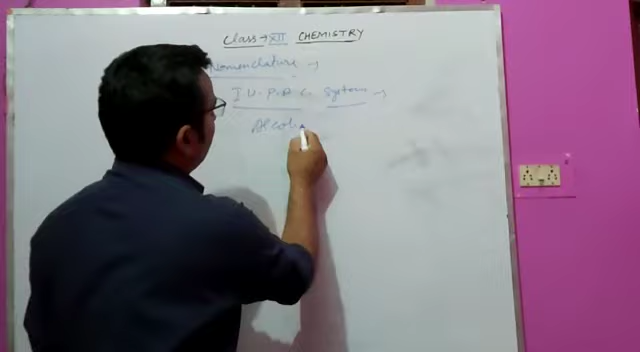 Class → XII CHEMISTRY
Nomenclature →
I.U.P.A.C. System →
Alcoh